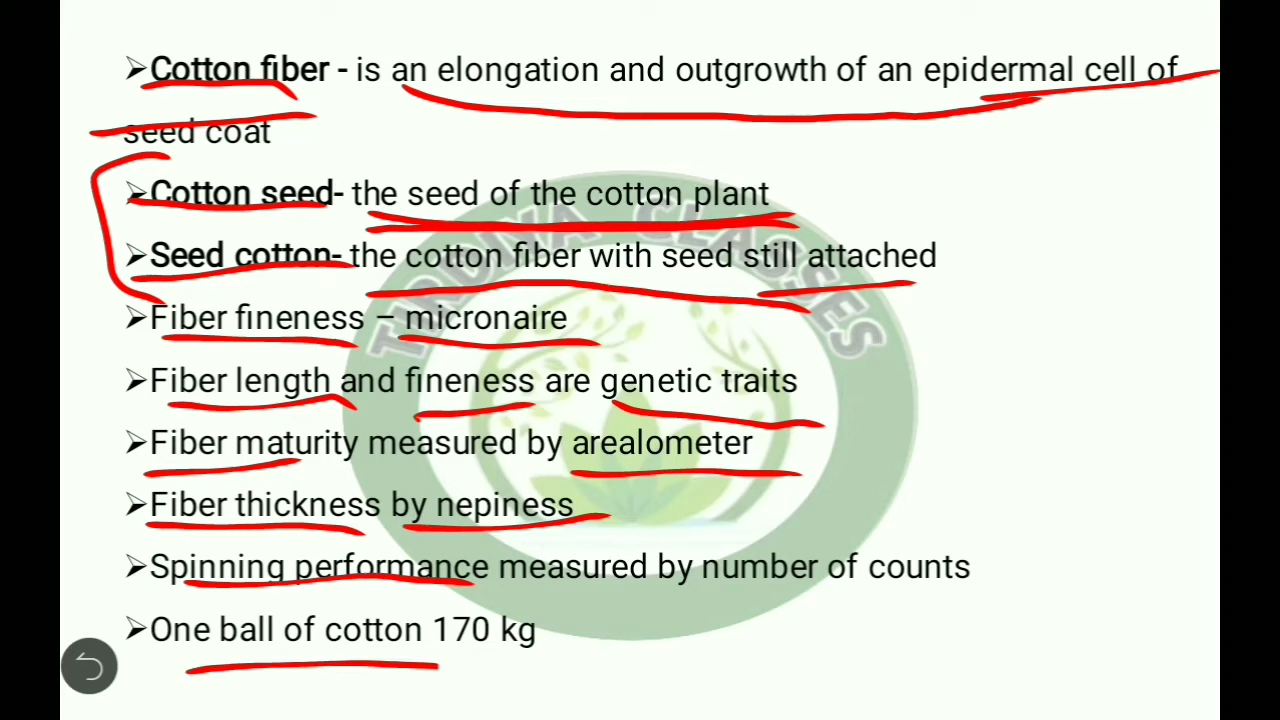 ➢Cotton fiber - is an elongation and outgrowth of an epidermal cell of
seed coat
➢Cotton seed- the seed of the cotton plant
➢Seed cotton- the cotton fiber with seed still attached
➢Fiber fineness – micronaire
➢Fiber length and fineness are genetic traits
➢Fiber maturity measured by arealometer
➢Fiber thickness by nepiness
➢Spinning performance measured by number of counts
➢One ball of cotton 170 kg
TIRDIYA CLASSES